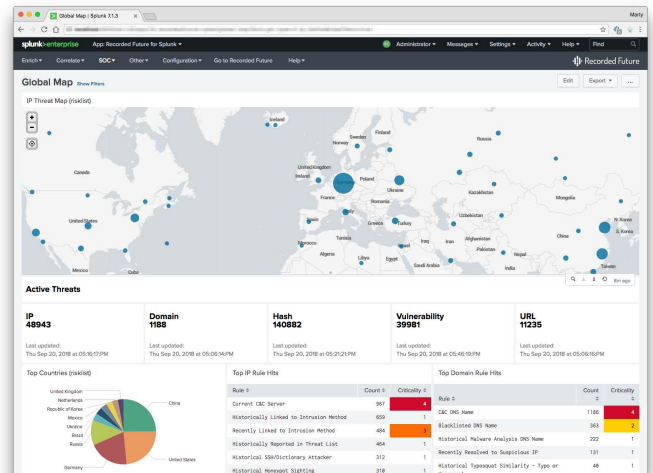 Global Map | Splunk 7.1.3
Marty
splunk>enterprise App: Recorded Future for Splunk
Administrator Messages Settings Activity Help Find
Enrich Correlate SOC Other Configuration Go to Recorded Future Help
Recorded Future
Global Map Show Filters
Edit Export ...
IP Threat Map (risklist)
+
−
Iceland
Sweden Finland
Norway
Russia
Canada
United Kingdom
Ireland
Poland
Germany
Ukraine
France
Romania
Kazakhstan
Mongolia
United States
Spain
Italy
Greece Turkey
Uzbekistan
N. Korea
S. Korea
China
Morocco
Tunisia
Israel Iraq Iran Afghanistan
Pakistan
Nepal
Algeria Libya Egypt
Saudi Arabia
India
Taiwan
Mexico Cuba
6m ago
Active Threats
IP
48943
Last updated:
Thu Sep 20, 2018 at 05:16:17PM
Domain
1188
Last updated:
Thu Sep 20, 2018 at 05:06:14PM
Hash
140882
Last updated:
Thu Sep 20, 2018 at 05:21:21PM
Vulnerability
39981
Last updated:
Thu Sep 20, 2018 at 05:46:19PM
URL
11235
Last updated:
Thu Sep 20, 2018 at 05:06:16PM
Top Countries (risklist)
United Kingdom
Netherlands
Republic of Korea
Mexico
Ukraine
Brazil
Russia
Germany
China
United States
Top IP Rule Hits
Rule Count Criticality
Current C&C Server 967 4
Historically Linked to Intrusion Method 659 1
Recently Linked to Intrusion Method 484 3
Historically Reported in Threat List 464 1
Historical SSH/Dictionary Attacker 312 1
Historical Honeypot Sighting 310 1
Top Domain Rule Hits
Rule Count Criticality
C&C DNS Name 1186 4
Blacklisted DNS Name 363 2
Historical Malware Analysis DNS Name 222 1
Recently Resolved to Suspicious IP 131 1
Historical Typosquat Similarity - Typo or 40 1